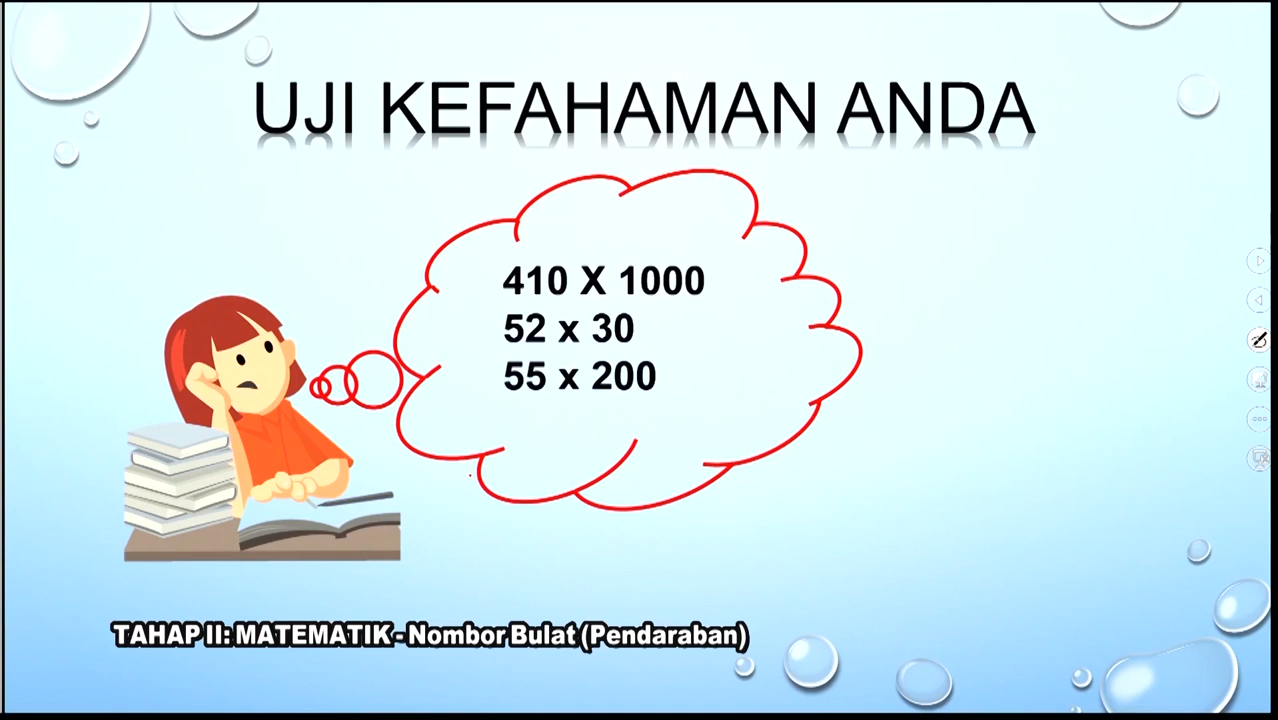 UJI KEFAHAMAN ANDA
410 X 1000
52 x 30
55 x 200
TAHAP II: MATEMATIK - Nombor Bulat (Pendaraban)